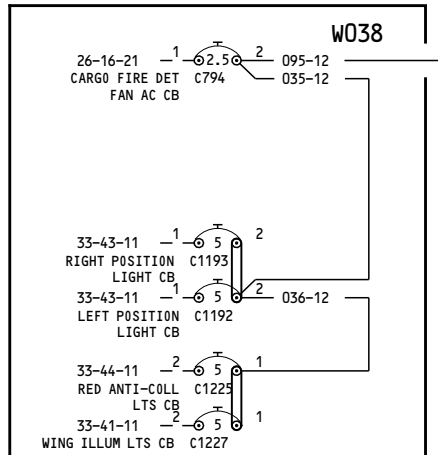 W038
26-16-21 1 2.5 2 095-12
CARGO FIRE DET C794 035-12
FAN AC CB
33-43-11 1 5 2
RIGHT POSITION C1193
LIGHT CB
33-43-11 1 5 2 036-12
LEFT POSITION C1192
LIGHT CB
33-44-11 2 5 1
RED ANTI-COLL C1225
LTS CB
33-41-11 2 5 1
WING ILLUM LTS CB C1227